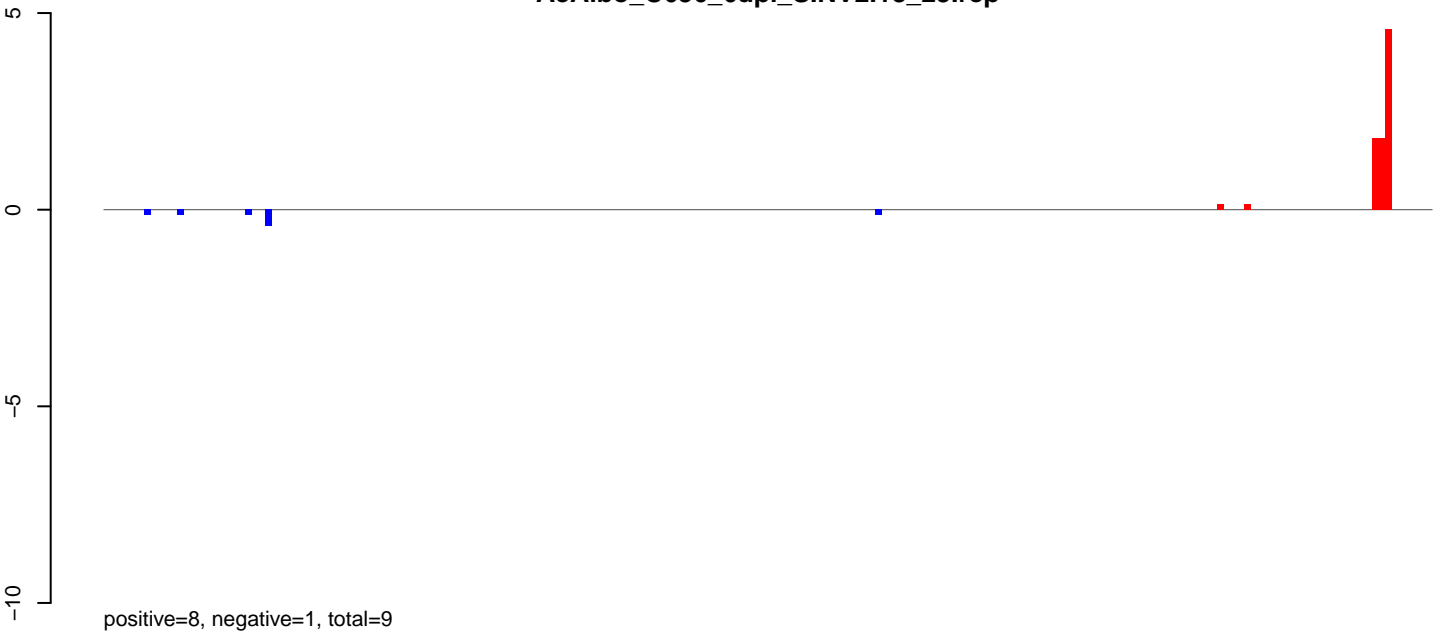 5
0
−5
−10
positive=8, negative=1, total=9